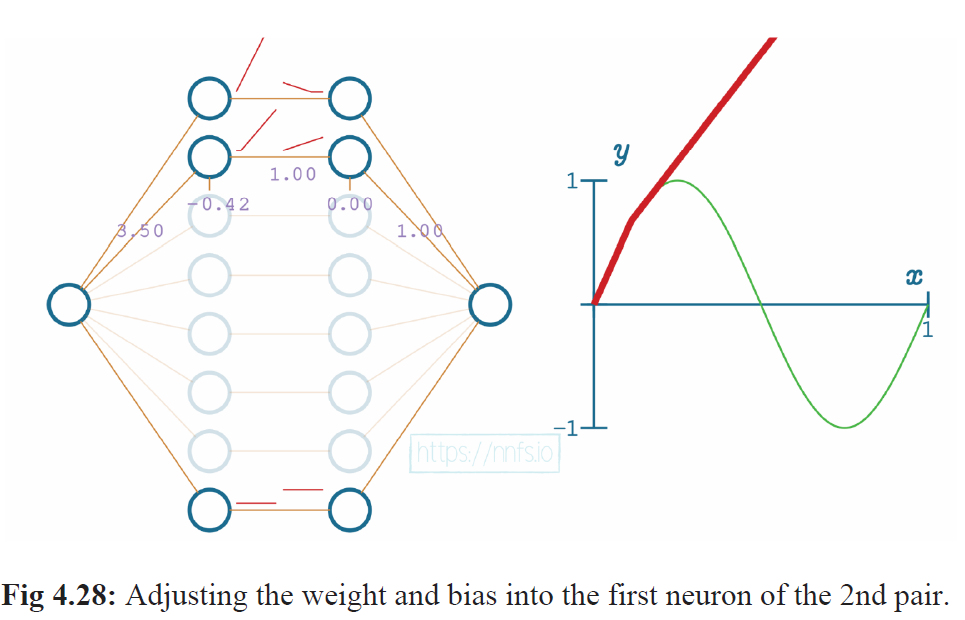 y
1
1.00
-0.42
0.00
3.50
1.00
x
1
-1
https://nnfs.io
Fig 4.28: Adjusting the weight and bias into the first neuron of the 2nd pair.